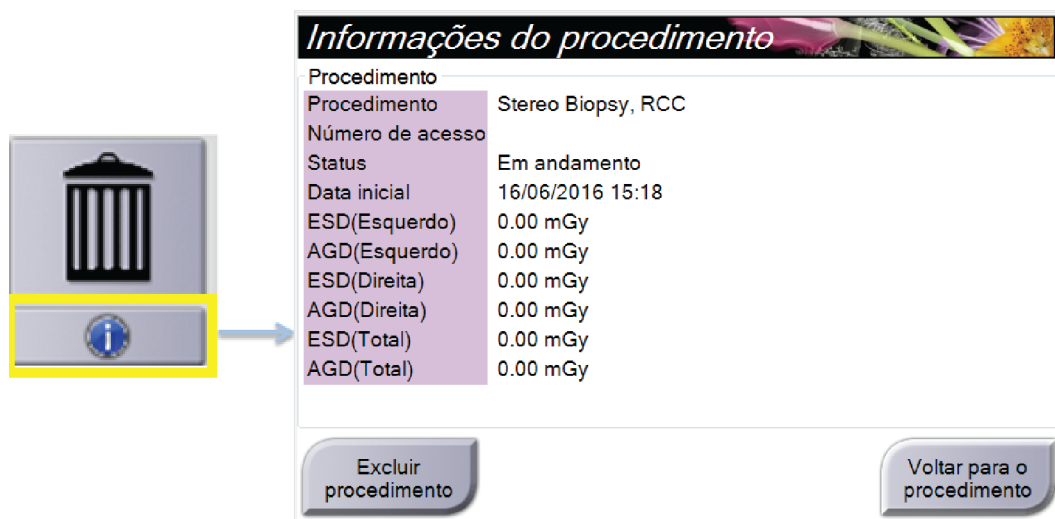 Informações do procedimento
Procedimento
Procedimento Stereo Biopsy, RCC
Número de acesso
Status Em andamento
Data inicial 16/06/2016 15:18
ESD(Esquerdo) 0.00 mGy
AGD(Esquerdo) 0.00 mGy
ESD(Direita) 0.00 mGy
AGD(Direita) 0.00 mGy
ESD(Total) 0.00 mGy
AGD(Total) 0.00 mGy
Excluir
procedimento
Voltar para o
procedimento